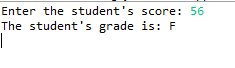 Enter the student's score: 56
The student's grade is: F